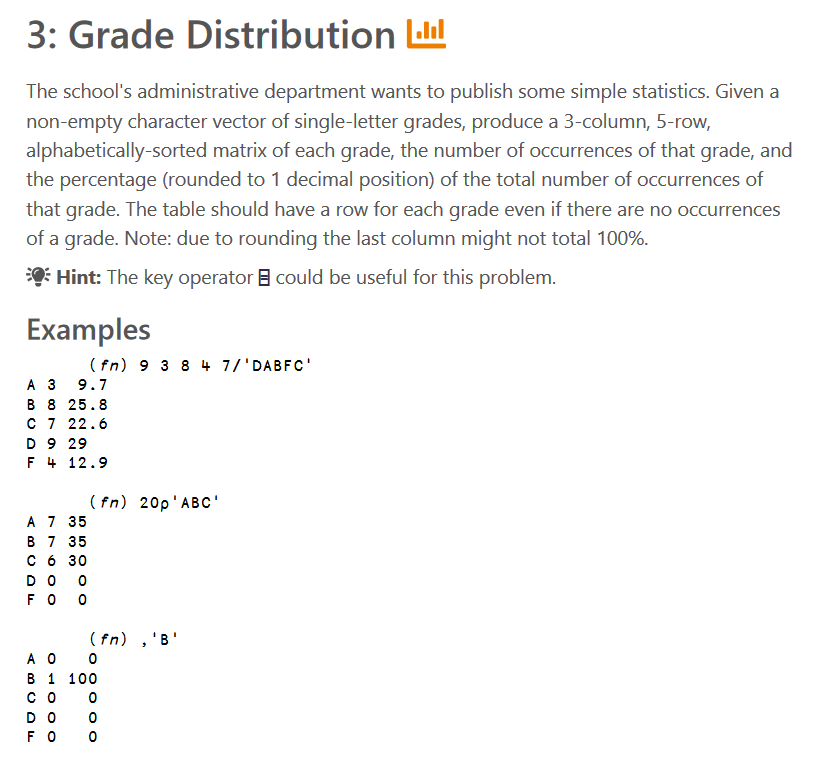 3: Grade Distribution
The school's administrative department wants to publish some simple statistics. Given a
non-empty character vector of single-letter grades, produce a 3-column, 5-row,
alphabetically-sorted matrix of each grade, the number of occurrences of that grade, and
the percentage (rounded to 1 decimal position) of the total number of occurrences of
that grade. The table should have a row for each grade even if there are no occurrences
of a grade. Note: due to rounding the last column might not total 100%.
Hint: The key operator ⌸ could be useful for this problem.
Examples
      (fn) 9 3 8 4 7/'DABFC'
A 3  9.7
B 8 25.8
C 7 22.6
D 9 29
F 4 12.9
      (fn) 20⍴'ABC'
A 7 35
B 7 35
C 6 30
D 0  0
F 0  0
      (fn) ,'B'
A 0   0
B 1 100
C 0   0
D 0   0
F 0   0